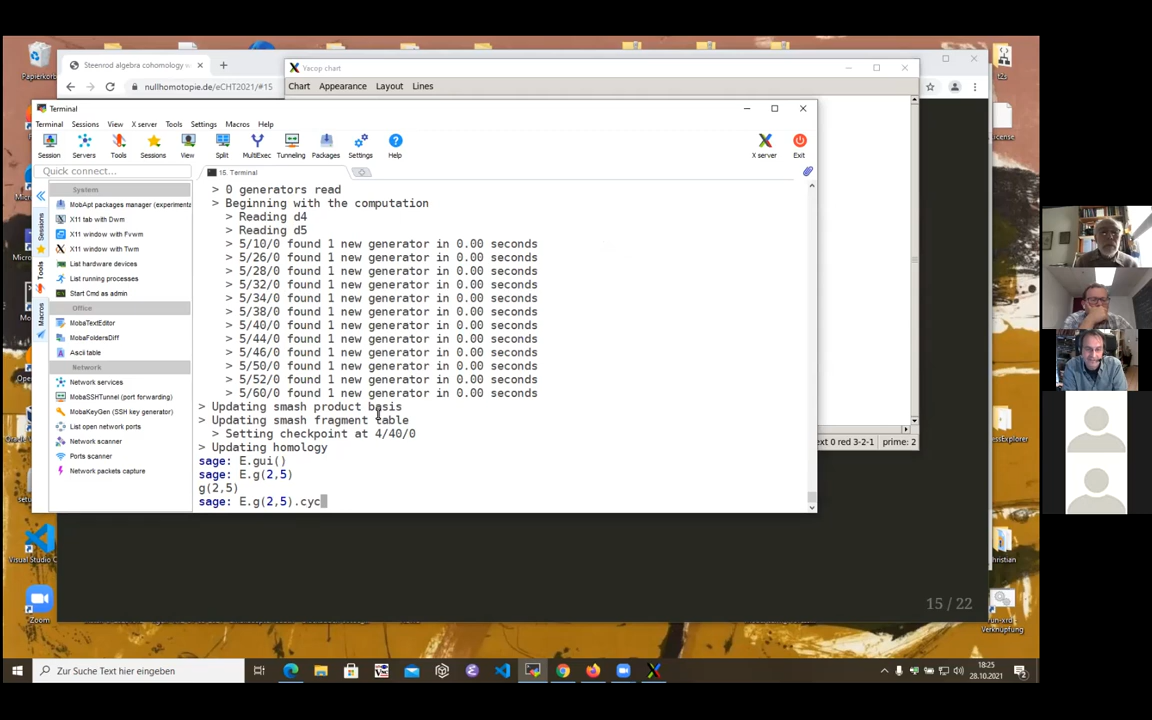 Papierkorb
Steenrod algebra cohomology w
nullhomotopie.de/eCHT2021/#15
Yacop chart
Chart Appearance Layout Lines
Terminal
Terminal Sessions View X server Tools Settings Macros Help
Session Servers Tools Sessions View Split MultiExec Tunneling Packages Settings Help X server Exit
Quick connect...
15. Terminal
Sessions
Tools
Macros
System
MobApt packages manager (experimenta
X11 tab with Dwm
X11 window with Fvwm
X11 window with Twm
List hardware devices
List running processes
Start Cmd as admin
Office
MobaTextEditor
MobaFoldersDiff
Ascii table
Network
Network services
MobaSSHTunnel (port forwarding)
MobaKeyGen (SSH key generator)
List open network ports
Network scanner
Ports scanner
Network packets capture
> 0 generators read
> Beginning with the computation
> Reading d4
> Reading d5
> 5/10/0 found 1 new generator in 0.00 seconds
> 5/26/0 found 1 new generator in 0.00 seconds
> 5/28/0 found 1 new generator in 0.00 seconds
> 5/32/0 found 1 new generator in 0.00 seconds
> 5/34/0 found 1 new generator in 0.00 seconds
> 5/38/0 found 1 new generator in 0.00 seconds
> 5/40/0 found 1 new generator in 0.00 seconds
> 5/44/0 found 1 new generator in 0.00 seconds
> 5/46/0 found 1 new generator in 0.00 seconds
> 5/50/0 found 1 new generator in 0.00 seconds
> 5/52/0 found 1 new generator in 0.00 seconds
> 5/60/0 found 1 new generator in 0.00 seconds
> Updating smash product basis
> Updating smash fragment table
> Setting checkpoint at 4/40/0
> Updating homology
sage: E.gui()
sage: E.g(2,5)
g(2,5)
sage: E.g(2,5).cyc
ext 0 red 3-2-1 prime: 2
15 / 22
Zoom
Verknüpfung
Zur Suche Text hier eingeben
18:25
28.10.2021